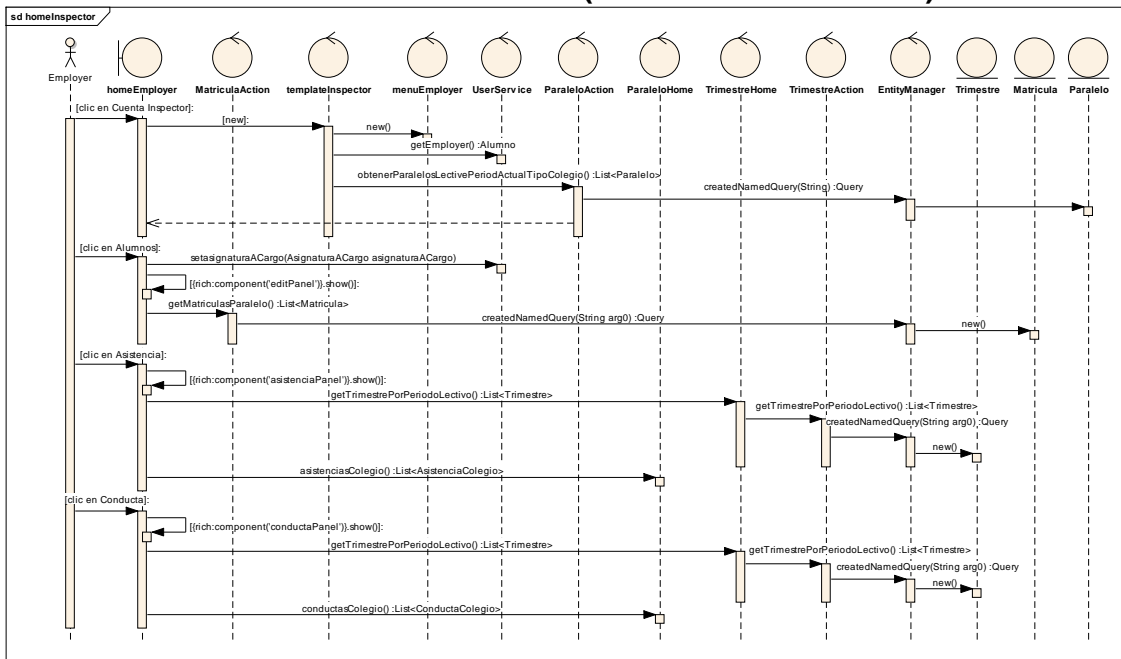 sd homeInspector
Employer
homeEmployer
MatriculaAction
templateInspector
menuEmployer
UserService
ParaleloAction
ParaleloHome
TrimestreHome
TrimestreAction
EntityManager
Trimestre
Matricula
Paralelo
[clic en Cuenta Inspector]:
[new]:
new()
getEmployer() :Alumno
obtenerParalelosLectivePeriodActualTipoColegio() :List<Paralelo>
createdNamedQuery(String) :Query
[clic en Alumnos]:
setasignaturaACargo(AsignaturaACargo asignaturaACargo)
[{rich:component('editPanel')}.show()]:
getMatriculasParalelo() :List<Matricula>
createdNamedQuery(String arg0) :Query
new()
[clic en Asistencia]:
[{rich:component('asistenciaPanel')}.show()]:
getTrimestrePorPeriodoLectivo() :List<Trimestre>
getTrimestrePorPeriodoLectivo() :List<Trimestre>
createdNamedQuery(String arg0) :Query
new()
asistenciasColegio() :List<AsistenciaColegio>
[clic en Conducta]:
[{rich:component('conductaPanel')}.show()]:
getTrimestrePorPeriodoLectivo() :List<Trimestre>
getTrimestrePorPeriodoLectivo() :List<Trimestre>
createdNamedQuery(String arg0) :Query
new()
conductasColegio() :List<ConductaColegio>